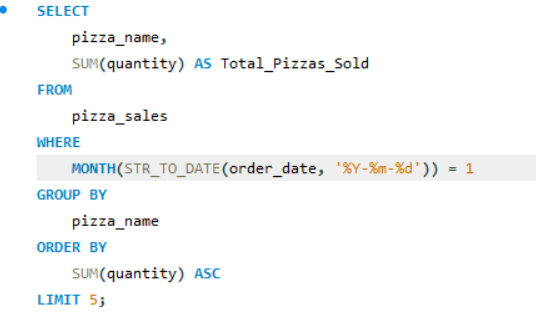 SELECT
pizza_name,
SUM(quantity) AS Total_Pizzas_Sold
FROM
pizza_sales
WHERE
MONTH(STR_TO_DATE(order_date, '%Y-%m-%d')) = 1
GROUP BY
pizza_name
ORDER BY
SUM(quantity) ASC
LIMIT 5;